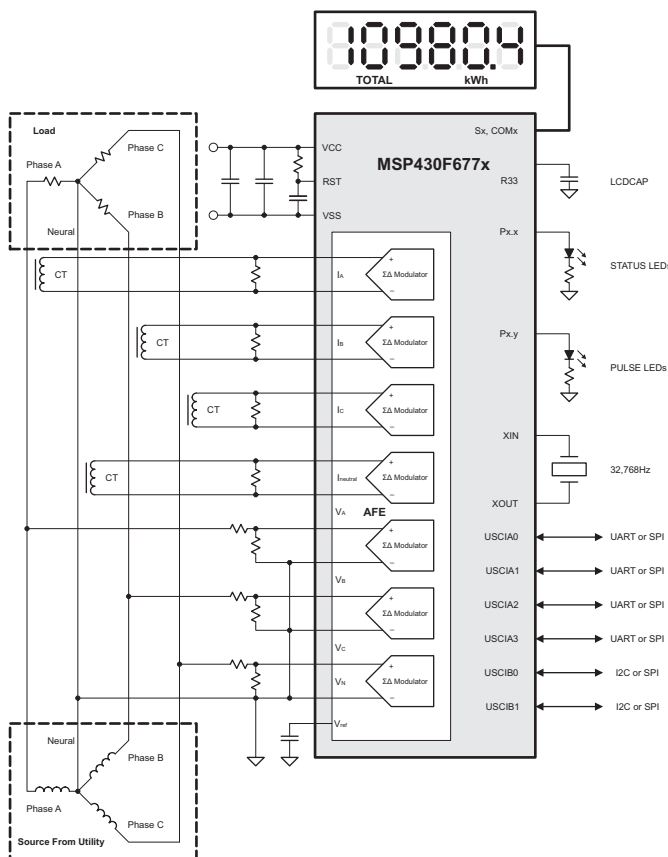 10980.4
TOTAL kWh
Load
Phase C
Phase A
Phase B
Neural
Sx, COMx
MSP430F677x
VCC
RST
VSS
R33
LCDCAP
Px.x
STATUS LEDs
Px.y
PULSE LEDs
XIN
32,768Hz
XOUT
CT
IA
+
ΣΔ Modulator
–
CT
IB
+
ΣΔ Modulator
–
CT
IC
+
ΣΔ Modulator
–
CT
Ineutral
+
ΣΔ Modulator
–
VA
AFE
+
ΣΔ Modulator
–
VB
+
ΣΔ Modulator
–
VC
+
VN
ΣΔ Modulator
–
Vref
USCIA0
UART or SPI
USCIA1
UART or SPI
USCIA2
UART or SPI
USCIA3
UART or SPI
USCIB0
I2C or SPI
USCIB1
I2C or SPI
Neural
Phase B
Phase A
Phase C
Source From Utility